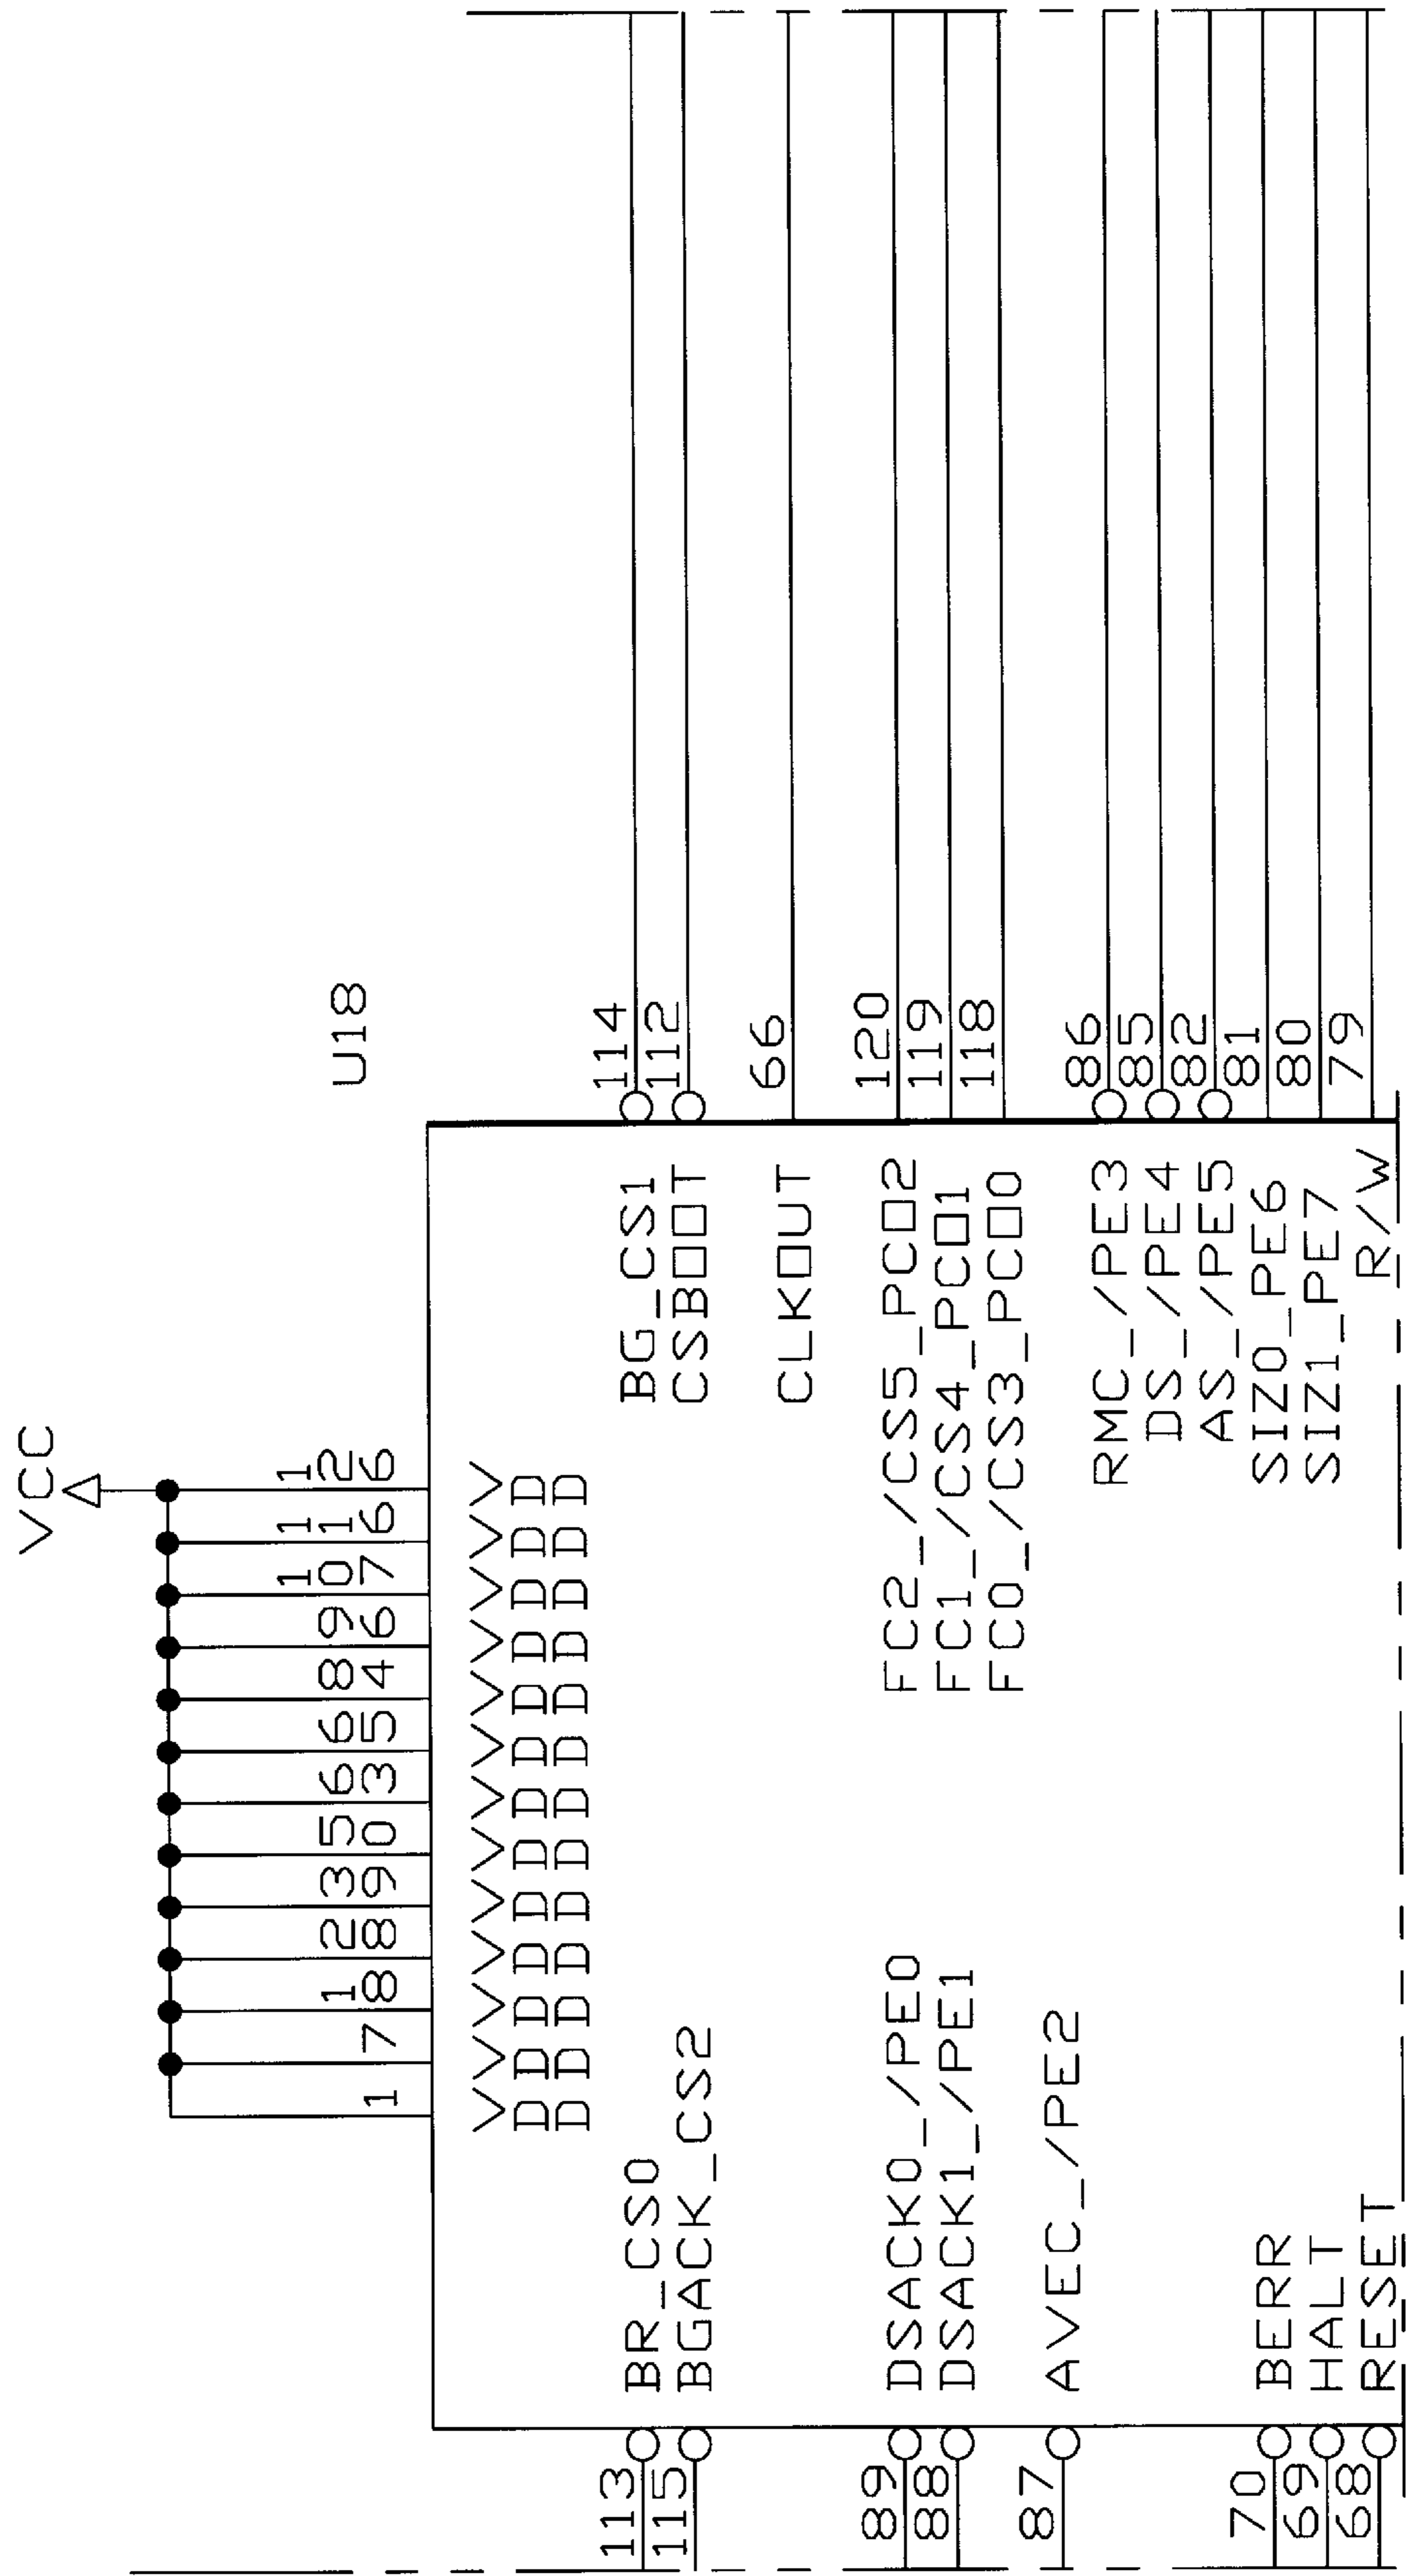 VCC
1 7 18 28 39 50 63 65 84 96 107 116 126
U18
VDD VDD VDD VDD VDD VDD VDD VDD VDD VDD VDD VDD VDD
113 BR_CS0 BG_CS1 114
115 BGACK_CS2 CSBOOT 112
CLKOUT 66
89 DSACK0_/PE0 FC2_/CS5_PCO2 120
88 DSACK1_/PE1 FC1_/CS4_PCO1 119
FC0_/CS3_PCO0 118
87 AVEC_/PE2
RMC_/PE3 86
DS_/PE4 85
AS_/PE5 82
70 BERR SIZ0_PE6 81
69 HALT SIZ1_PE7 80
68 RESET R/W 79